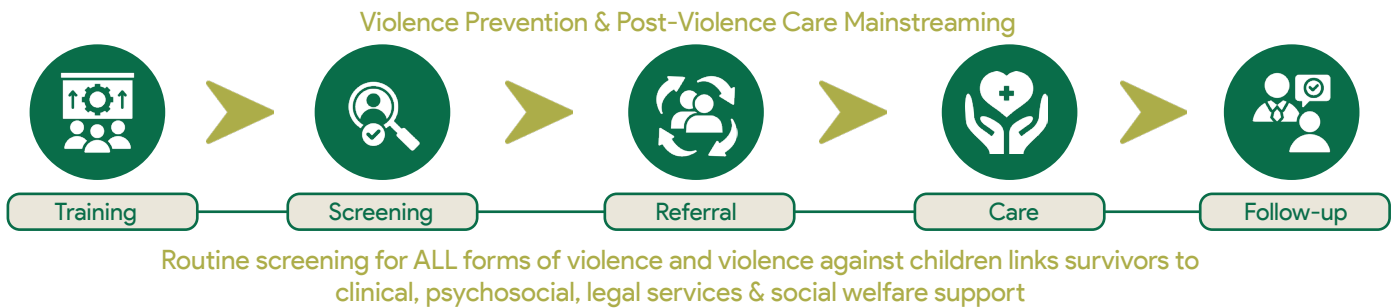 Violence Prevention & Post-Violence Care Mainstreaming
Training
Screening
Referral
Care
Follow-up
Routine screening for ALL forms of violence and violence against children links survivors to
clinical, psychosocial, legal services & social welfare support